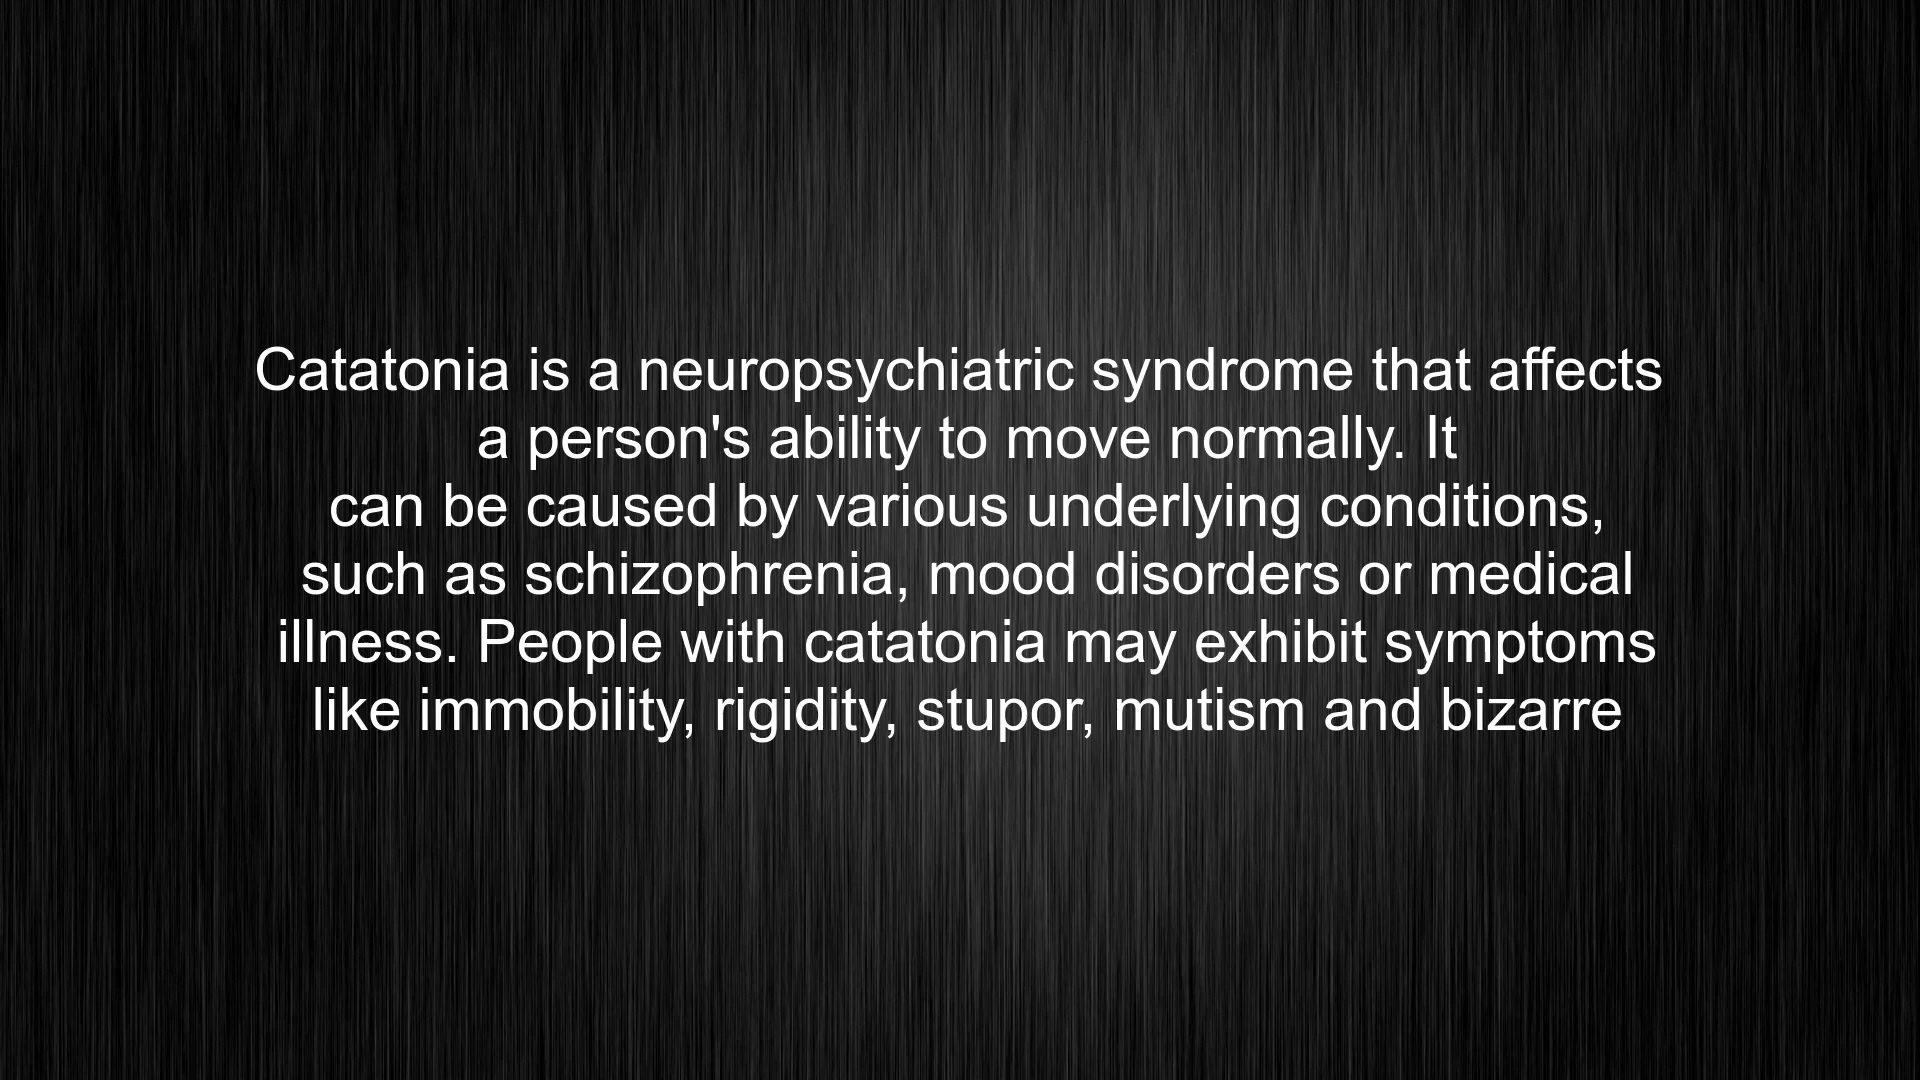 Catatonia is a neuropsychiatric syndrome that affects
a person's ability to move normally. It
can be caused by various underlying conditions,
such as schizophrenia, mood disorders or medical
illness. People with catatonia may exhibit symptoms
like immobility, rigidity, stupor, mutism and bizarre